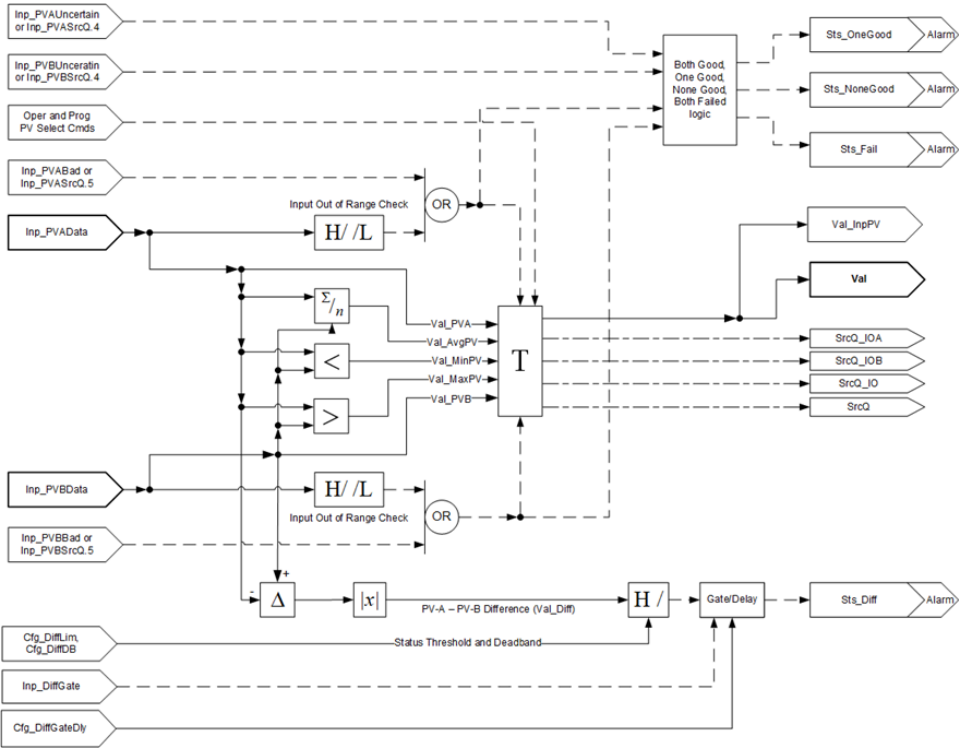 Inp_PVAUncertain
or Inp_PVASrcQ.4
Inp_PVBUnceratin
or Inp_PVBSrcQ.4
Oper and Prog
PV Select Cmds
Inp_PVABad or
Inp_PVASrcQ.5
Inp_PVAData
Both Good,
One Good,
None Good,
Both Failed
logic
Sts_OneGood
Alarm
Sts_NoneGood
Alarm
Sts_Fail
Alarm
Input Out of Range Check
H/ /L
OR
Σ/n
<
>
Val_PVA
Val_AvgPV
Val_MinPV
Val_MaxPV
Val_PVB
T
Val_InpPV
Val
SrcQ_IOA
SrcQ_IOB
SrcQ_IO
SrcQ
Inp_PVBData
H/ /L
Input Out of Range Check
OR
Inp_PVBBad or
Inp_PVBSrcQ.5
-
+
Δ
|x|
PV-A – PV-B Difference (Val_Diff)
H /
Gate/Delay
Sts_Diff
Alarm
Cfg_DiffLim,
Cfg_DiffDB
Status Threshold and Deadband
Inp_DiffGate
Cfg_DiffGateDly